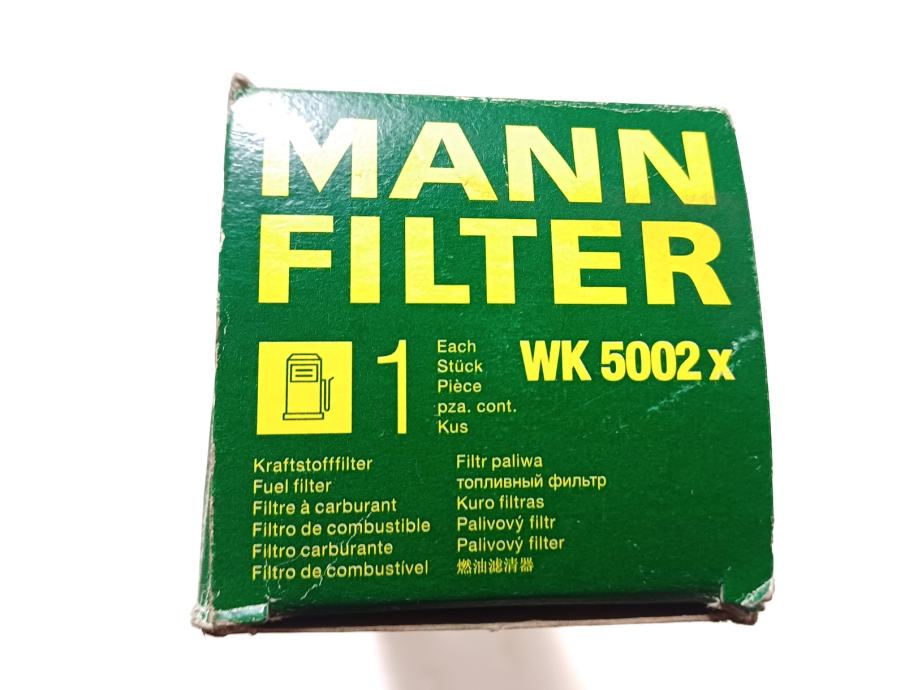 MANN
FILTER
1
Each
Stück
Pièce
pza. cont.
Kus
WK 5002 x
Kraftstofffilter
Fuel filter
Filtre à carburant
Filtro de combustible
Filtro carburante
Filtro de combustível
Filtr paliwa
топливный фильтр
Kuro filtras
Palivový filtr
Palivový filter
燃油滤清器